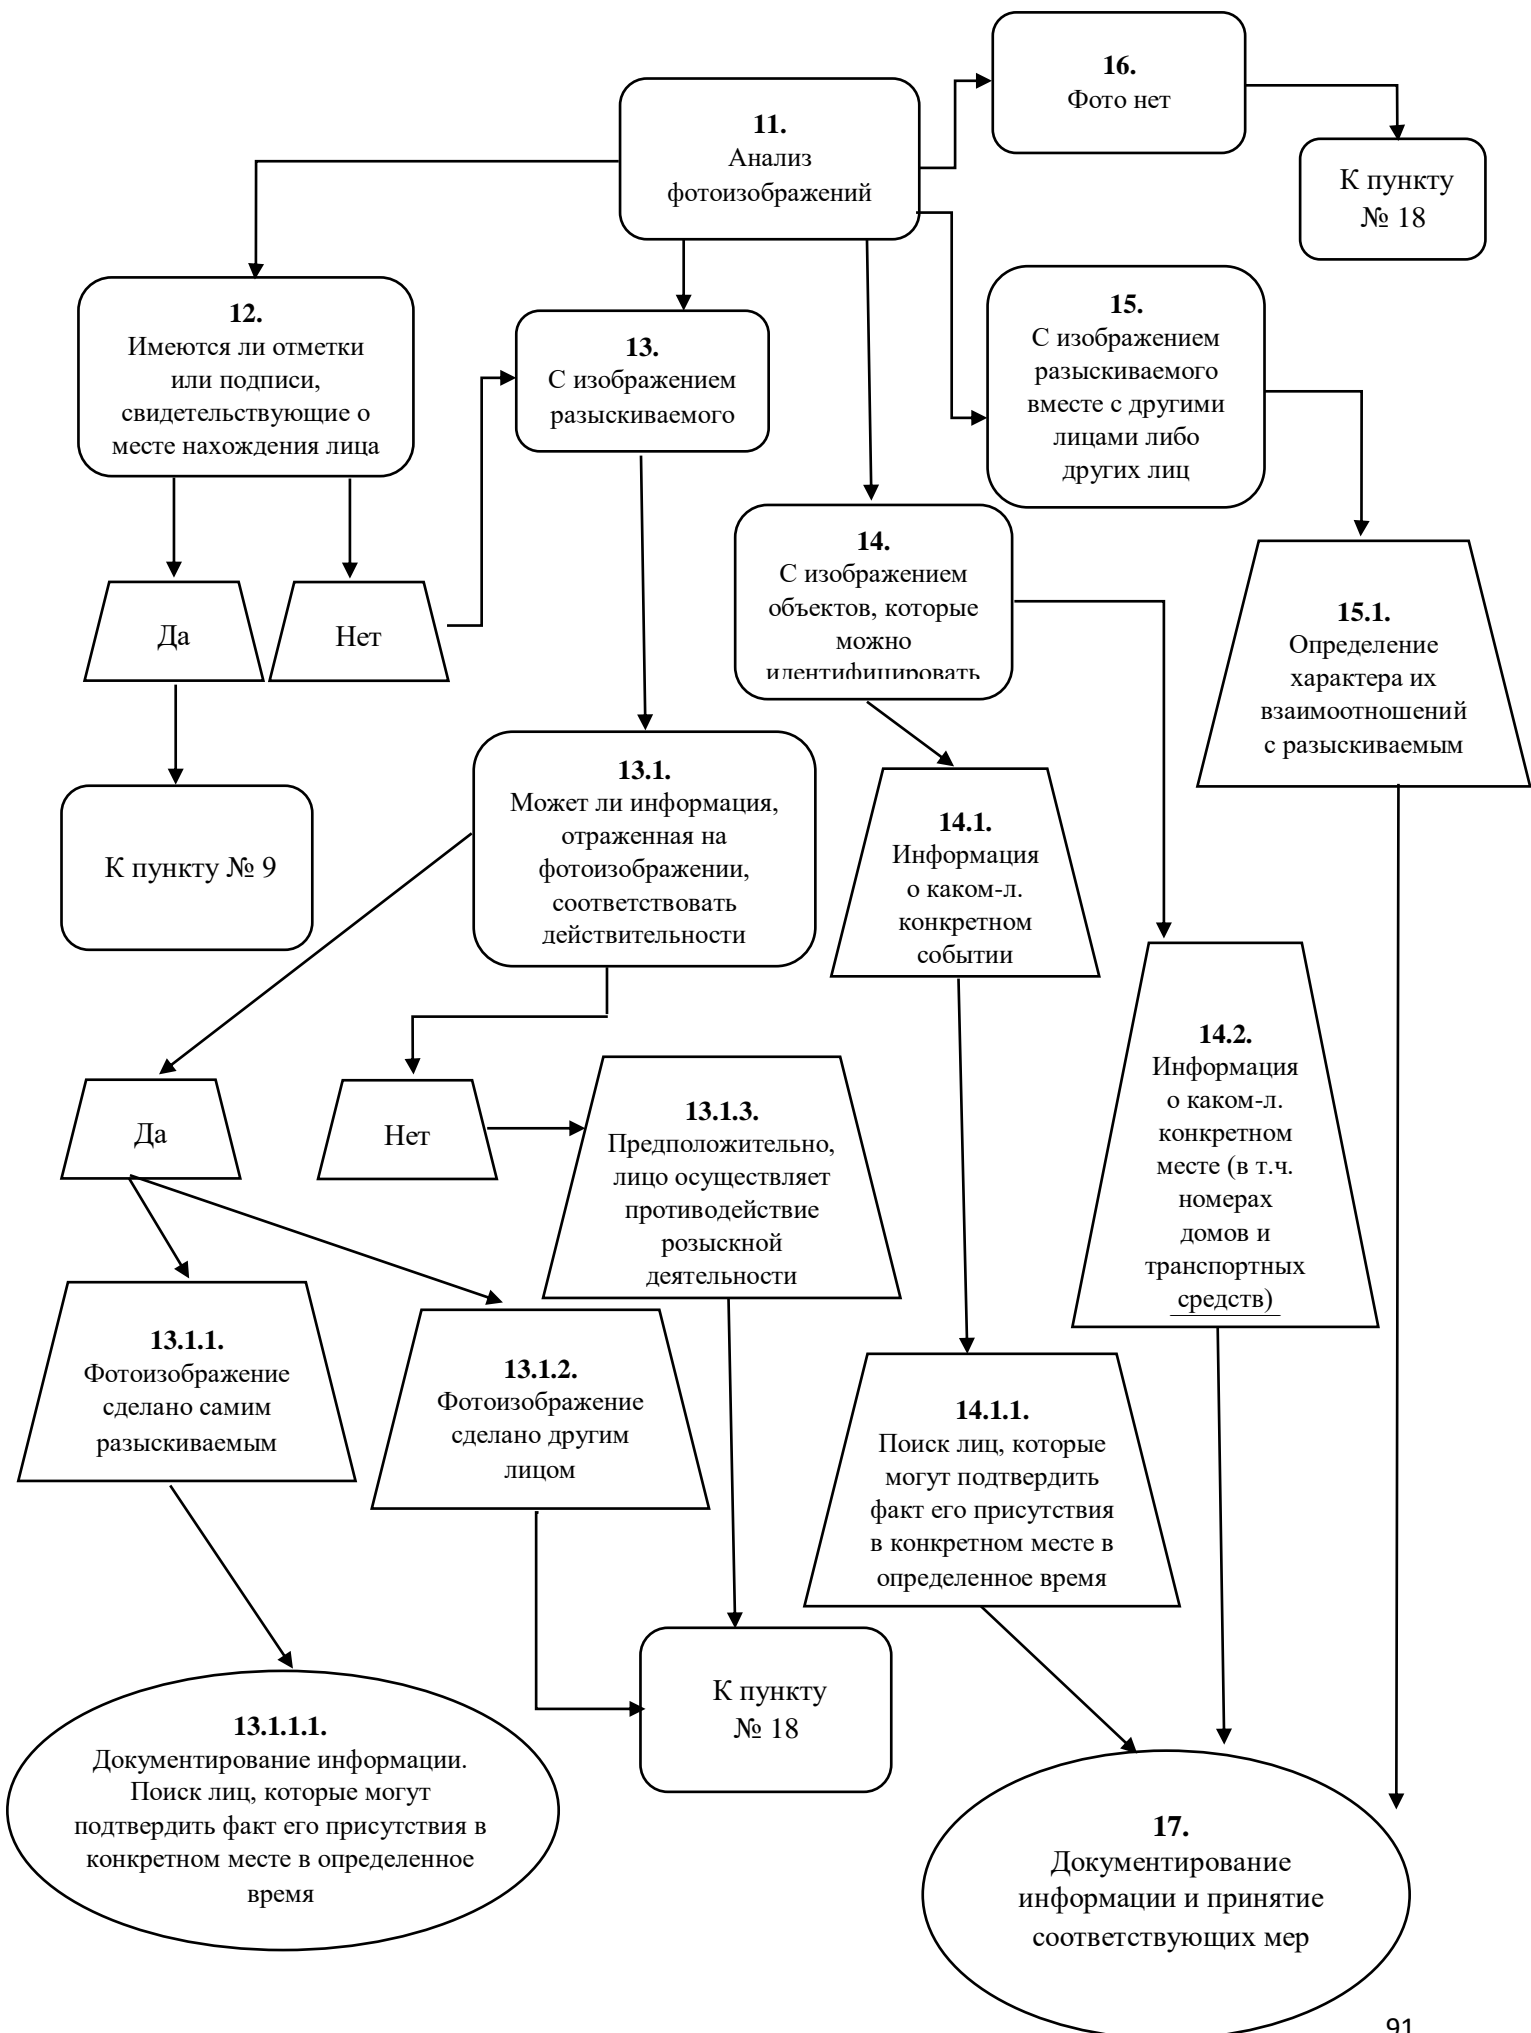 16.
Фото нет
11.
Анализ
фотоизображений
К пункту
№ 18
12.
Имеются ли отметки
или подписи,
свидетельствующие о
месте нахождения лица
13.
С изображением
разыскиваемого
15.
С изображением
разыскиваемого
вместе с другими
лицами либо
других лиц
14.
С изображением
объектов, которые
можно
идентифицировать
Да
Нет
15.1.
Определение
характера их
взаимоотношений
с разыскиваемым
К пункту № 9
13.1.
Может ли информация,
отраженная на
фотоизображении,
соответствовать
действительности
14.1.
Информация
о каком-л.
конкретном
событии
14.2.
Информация
о каком-л.
конкретном
месте (в т.ч.
номерах
домов и
транспортных
средств)
Да
Нет
13.1.3.
Предположительно,
лицо осуществляет
противодействие
розыскной
деятельности
13.1.1.
Фотоизображение
сделано самим
разыскиваемым
13.1.2.
Фотоизображение
сделано другим
лицом
14.1.1.
Поиск лиц, которые
могут подтвердить
факт его присутствия
в конкретном месте в
определенное время
К пункту
№ 18
13.1.1.1.
Документирование информации.
Поиск лиц, которые могут
подтвердить факт его присутствия в
конкретном месте в определенное
время
17.
Документирование
информации и принятие
соответствующих мер
91